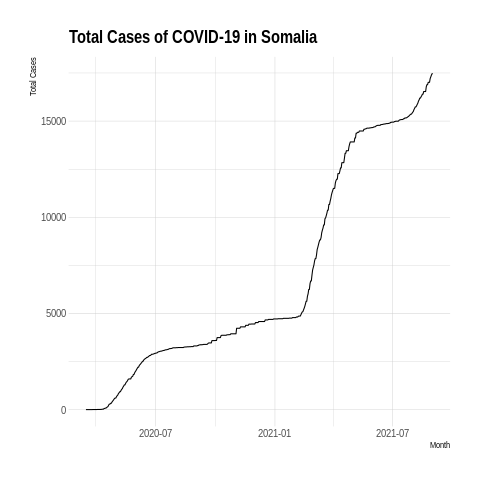 Total Cases of COVID-19 in Somalia
Total Cases
15000
10000
5000
0
2020-07
2021-01
2021-07
Month